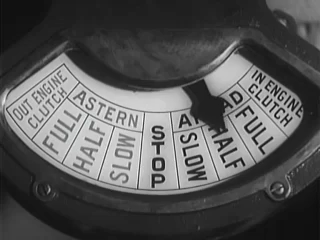 OUT ENGINE
CLUTCH
ASTERN
FULL
HALF
SLOW
STOP
SLOW
HALF
FULL
IN ENGINE
CLUTCH